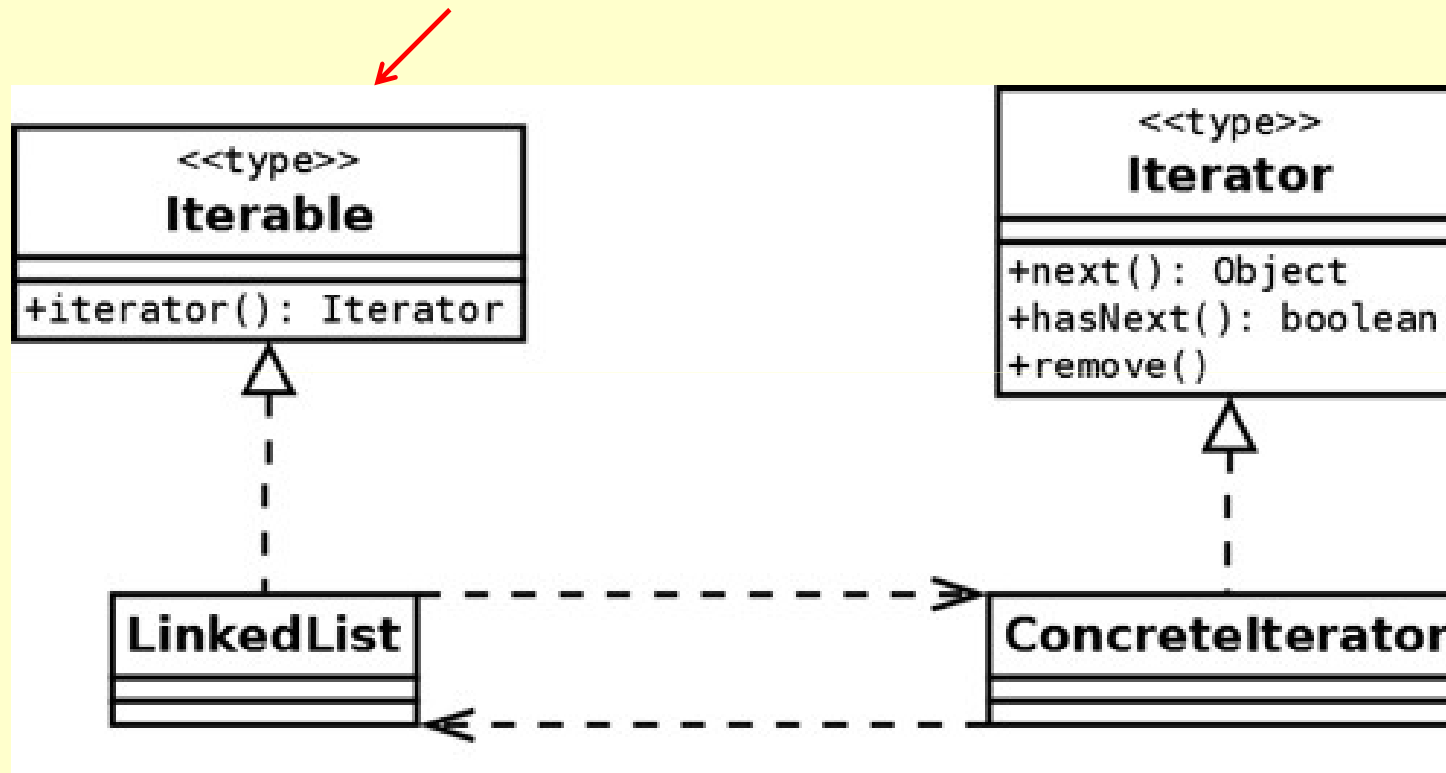 <<type>>
Iterable
+iterator(): Iterator
<<type>>
Iterator
+next(): Object
+hasNext(): boolean
+remove()
LinkedList
ConcreteIterator